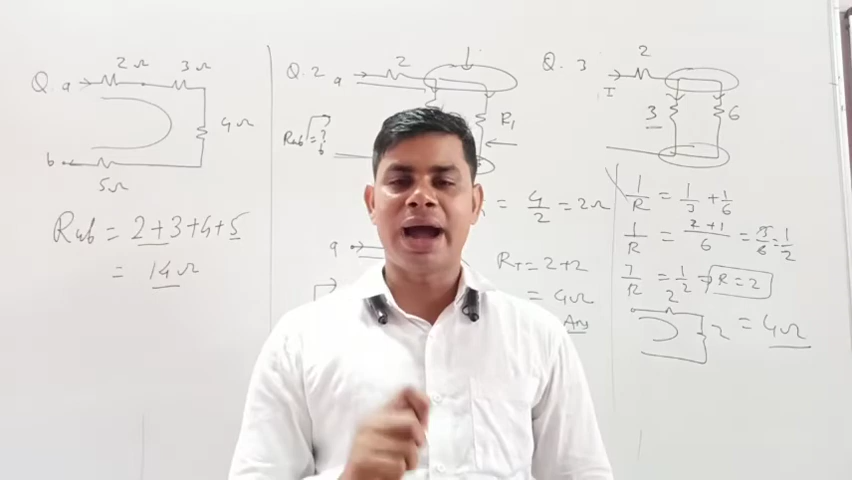 Q. a 2Ω 3Ω
4Ω
b
5Ω
Rab = 2+3+4+5
= 14Ω
Q. 2 a 2
R1
Rab = ?
b
= 4/2 = 2Ω
a
RT = 2+2
= 4Ω
Ans
Q. 3 2
I
3 6
1/R = 1/3 + 1/6
1/R = 2+1/6 = 3/6 = 1/2
1/R = 1/2 ⇒ R = 2
2
2 = 4Ω